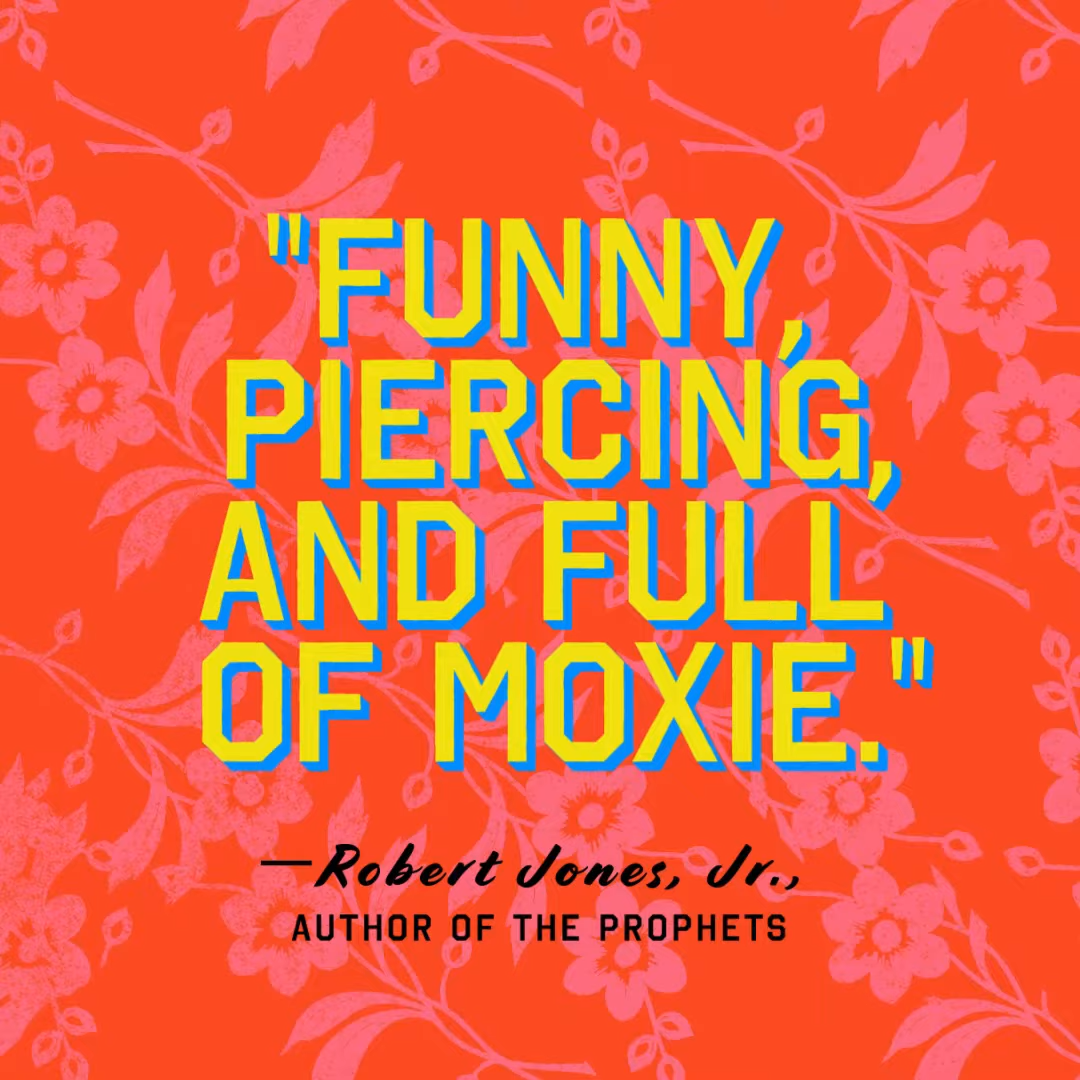 "FUNNY,
PIERCING,
AND FULL
OF MOXIE."
—Robert Jones, Jr.,
AUTHOR OF THE PROPHETS